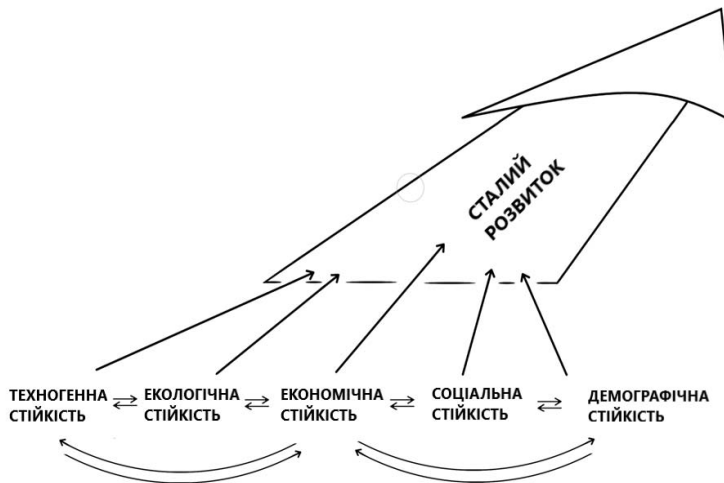 СТАЛИЙ
РОЗВИТОК
ТЕХНОГЕННА
СТІЙКІСТЬ
ЕКОЛОГІЧНА
СТІЙКІСТЬ
ЕКОНОМІЧНА
СТІЙКІСТЬ
СОЦІАЛЬНА
СТІЙКІСТЬ
ДЕМОГРАФІЧНА
СТІЙКІСТЬ